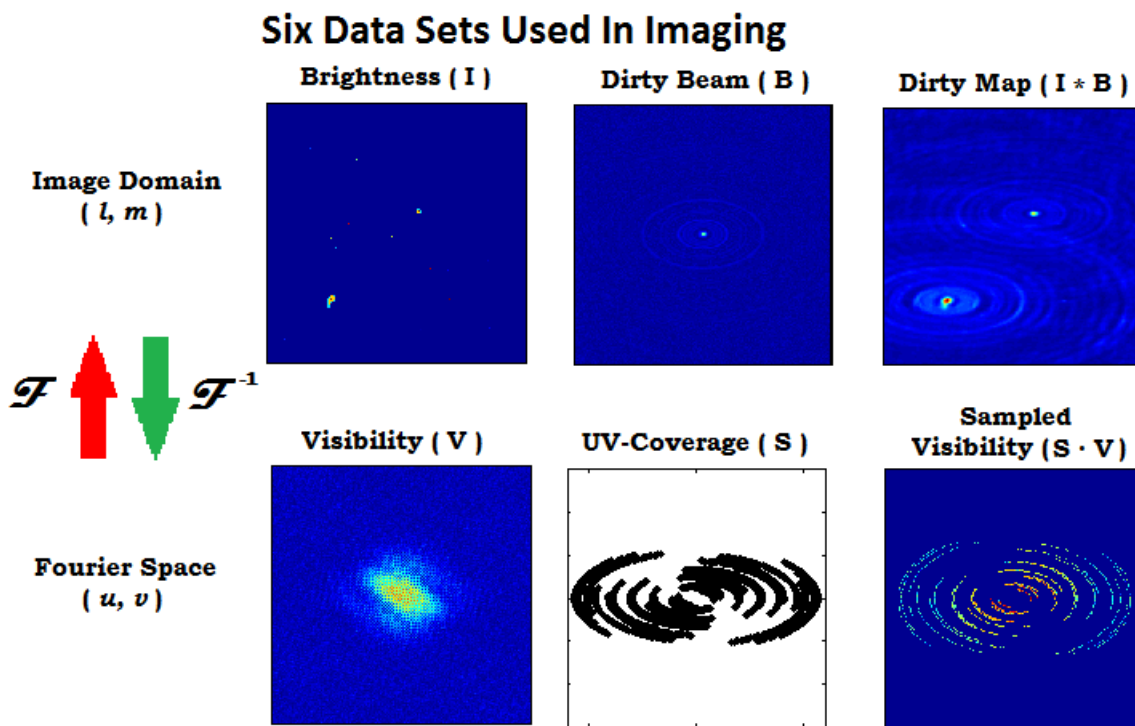 Six Data Sets Used In Imaging
Brightness ( I )
Dirty Beam ( B )
Dirty Map ( I * B )
Image Domain
( l, m )
ℱ
ℱ⁻¹
Visibility ( V )
UV-Coverage ( S )
Sampled
Visibility ( S · V )
Fourier Space
( u, v )